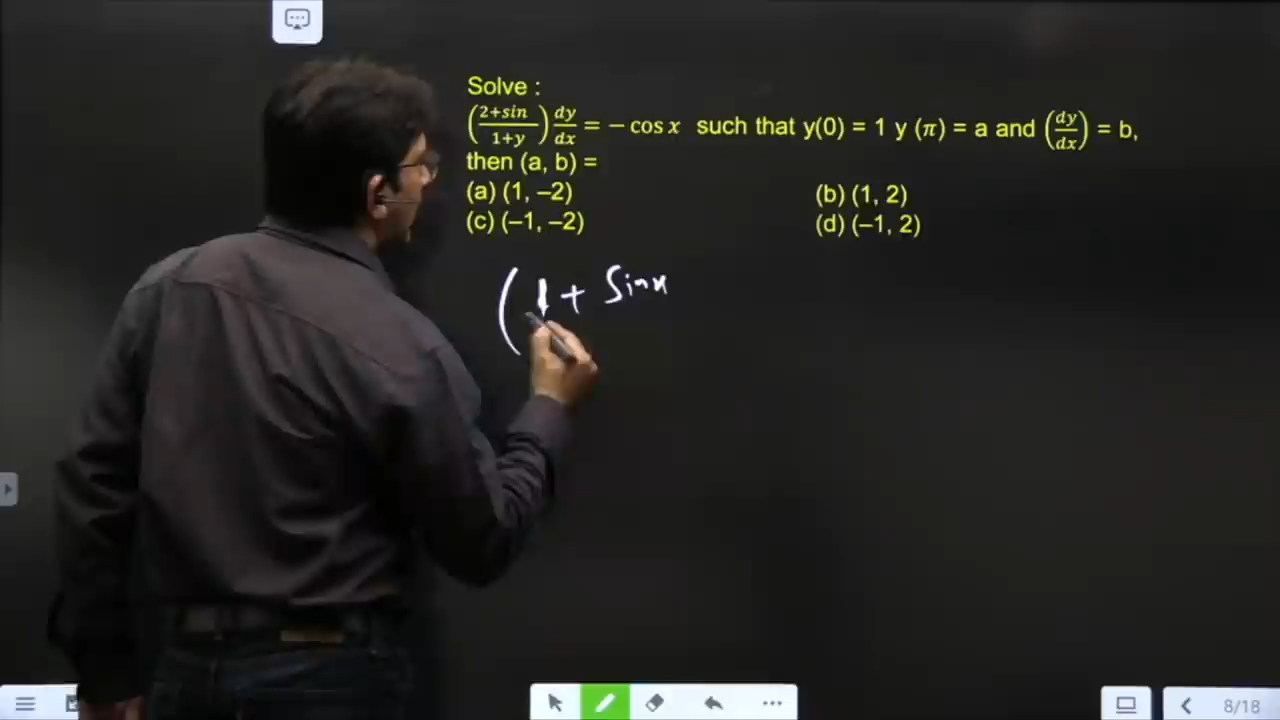 Solve :
(2+sin / 1+y) dy/dx = − cos x such that y(0) = 1 y (π) = a and (dy/dx) = b,
then (a, b) =
(a) (1, –2) (b) (1, 2)
(c) (–1, –2) (d) (–1, 2)
( 1 + Sinx
8/18